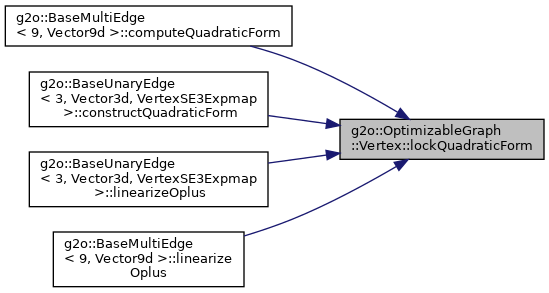 g2o::BaseMultiEdge
< 9, Vector9d >::computeQuadraticForm
g2o::BaseUnaryEdge
< 3, Vector3d, VertexSE3Expmap
>::constructQuadraticForm
g2o::OptimizableGraph
::Vertex::lockQuadraticForm
g2o::BaseUnaryEdge
< 3, Vector3d, VertexSE3Expmap
>::linearizeOplus
g2o::BaseMultiEdge
< 9, Vector9d >::linearize
Oplus